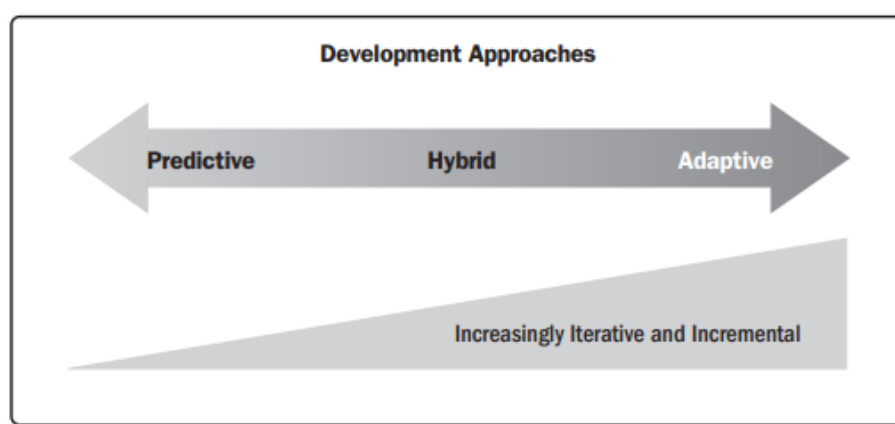 Development Approaches
Predictive Hybrid Adaptive
Increasingly Iterative and Incremental